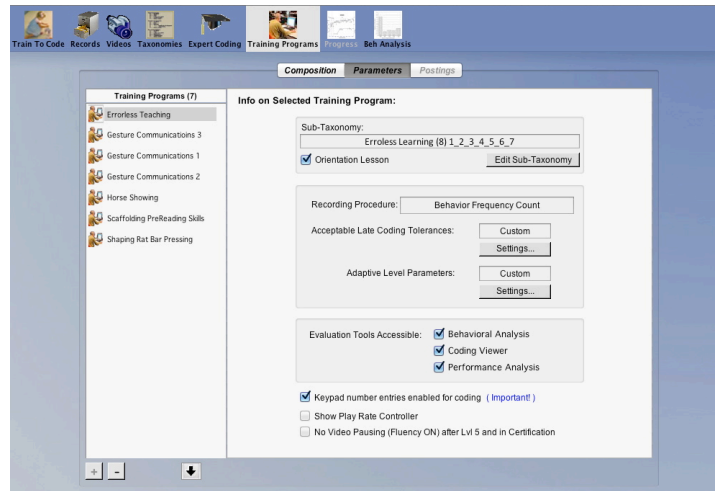 Train To Code Records Videos Taxonomies Expert Coding Training Programs Progress Beh Analysis
Composition Parameters Postings
Training Programs (7)
Errorless Teaching
Gesture Communicatioins 3
Gesture Communications 1
Gesture Communications 2
Horse Showing
Scaffolding PreReading Skills
Shaping Rat Bar Pressing
Info on Selected Training Program:
Sub-Taxonomy:
Erroless Learning (8) 1_2_3_4_5_6_7
Orientation Lesson Edit Sub-Taxonomy
Recording Procedure: Behavior Frequency Count
Acceptable Late Coding Tolerances: Custom
Settings...
Adaptive Level Parameters: Custom
Settings...
Evaluation Tools Accessible: Behavioral Analysis
Coding Viewer
Performance Analysis
Keypad number entries enabled for coding ( Important! )
Show Play Rate Controller
No Video Pausing (Fluency ON) after Lvl 5 and in Certification
+ -